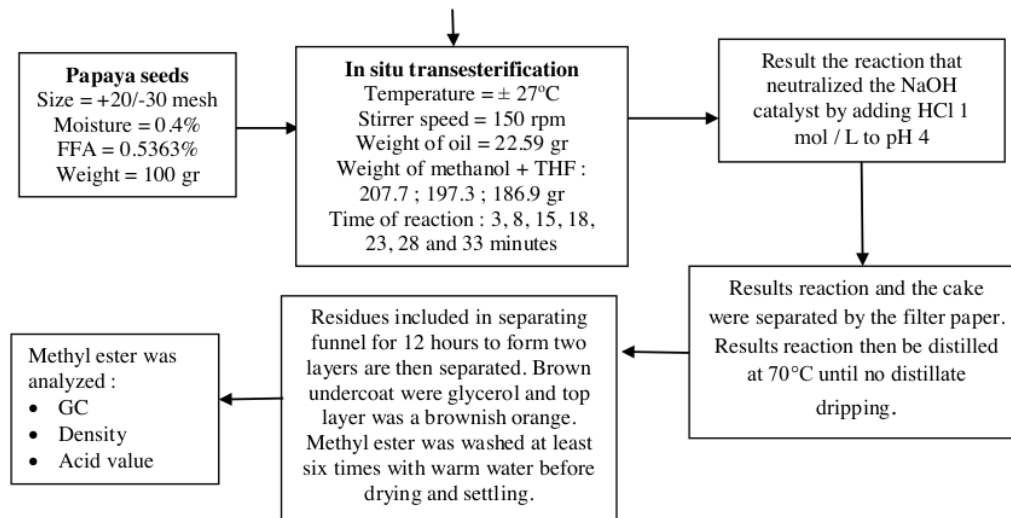 Papaya seeds
Size = +20/-30 mesh
Moisture = 0.4%
FFA = 0.5363%
Weight = 100 gr
In situ transesterification
Temperature = ± 27°C
Stirrer speed = 150 rpm
Weight of oil = 22.59 gr
Weight of methanol + THF :
207.7 ; 197.3 ; 186.9 gr
Time of reaction : 3, 8, 15, 18,
23, 28 and 33 minutes
Result the reaction that
neutralized the NaOH
catalyst by adding HCl 1
mol / L to pH 4
Results reaction and the cake
were separated by the filter paper.
Results reaction then be distilled
at 70°C until no distillate
dripping.
Residues included in separating
funnel for 12 hours to form two
layers are then separated. Brown
undercoat were glycerol and top
layer was a brownish orange.
Methyl ester was washed at least
six times with warm water before
drying and settling.
Methyl ester was
analyzed :
• GC
• Density
• Acid value